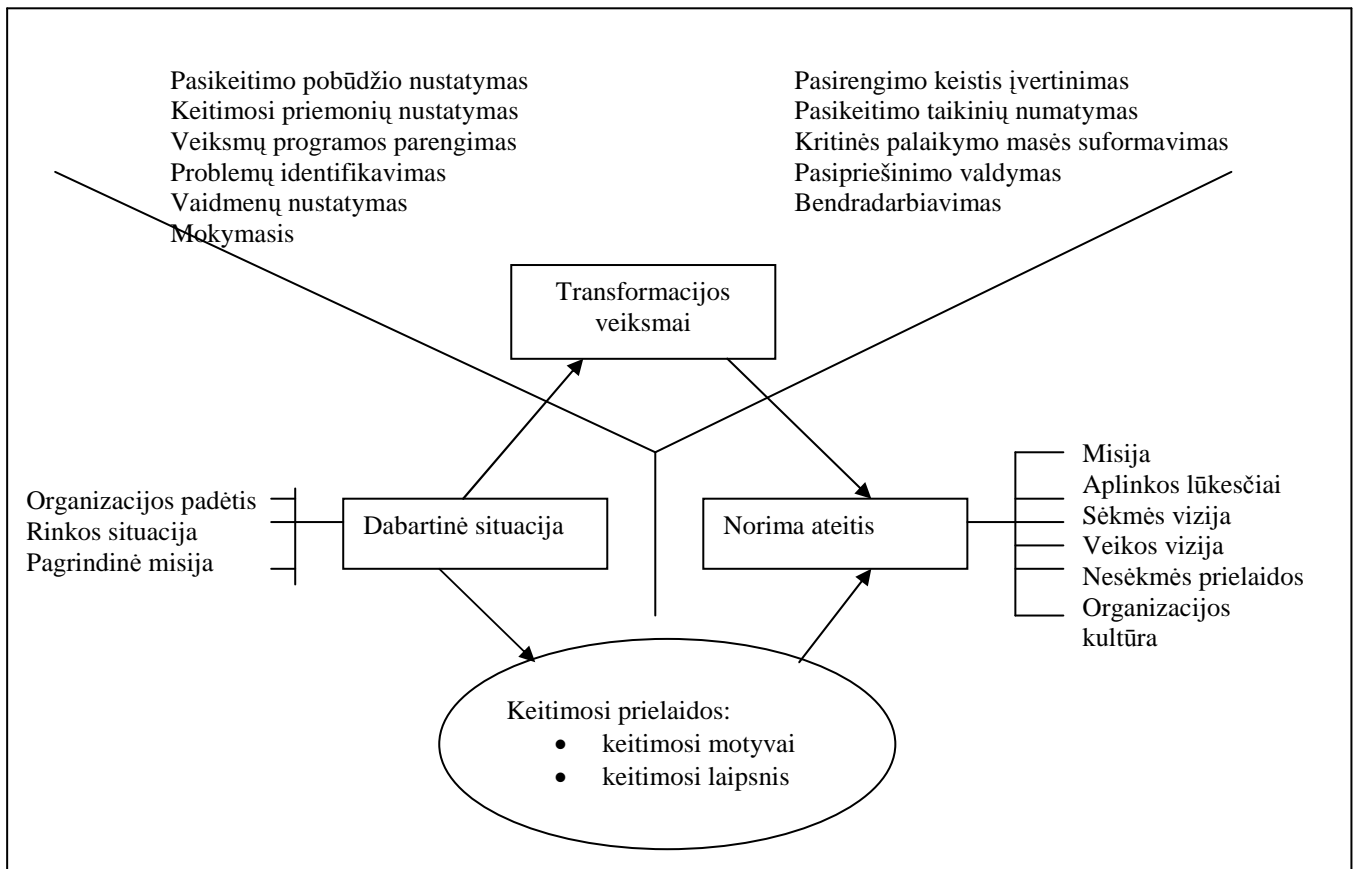 Pasikeitimo pobūdžio nustatymas
Keitimosi priemonių nustatymas
Veiksmų programos parengimas
Problemų identifikavimas
Vaidmenų nustatymas
Mokymasis
Pasirengimo keistis įvertinimas
Pasikeitimo taikinių numatymas
Kritinės palaikymo masės suformavimas
Pasipriešinimo valdymas
Bendradarbiavimas
Transformacijos
veiksmai
Organizacijos padėtis
Rinkos situacija
Pagrindinė misija
Dabartinė situacija
Norima ateitis
Misija
Aplinkos lūkesčiai
Sėkmės vizija
Veikos vizija
Nesėkmės prielaidos
Organizacijos
kultūra
Keitimosi prielaidos:
• keitimosi motyvai
• keitimosi laipsnis